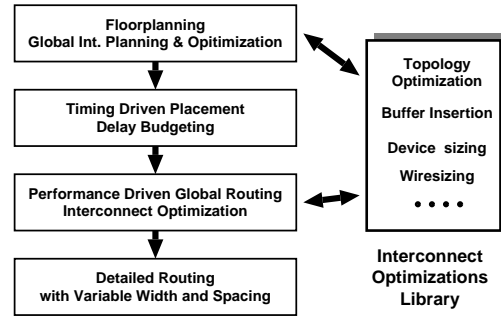 Floorplanning
Global Int. Planning & Opitimization
Timing Driven Placement
Delay Budgeting
Performance Driven Global Routing
Interconnect Optimization
Detailed Routing
with Variable Width and Spacing
Topology
Optimization
Buffer Insertion
Device sizing
Wiresizing
• • • •
Interconnect
Optimizations
Library